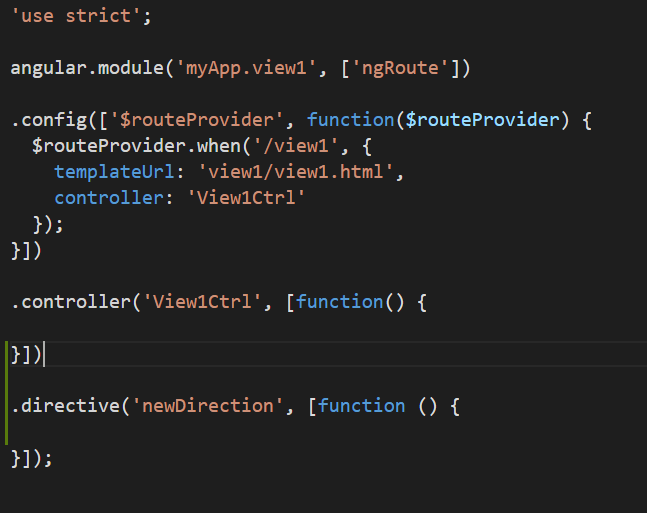 'use strict';
angular.module('myApp.view1', ['ngRoute'])
.config(['$routeProvider', function($routeProvider) {
  $routeProvider.when('/view1', {
    templateUrl: 'view1/view1.html',
    controller: 'View1Ctrl'
  });
}])
.controller('View1Ctrl', [function() {
}])
.directive('newDirection', [function () {
}]);